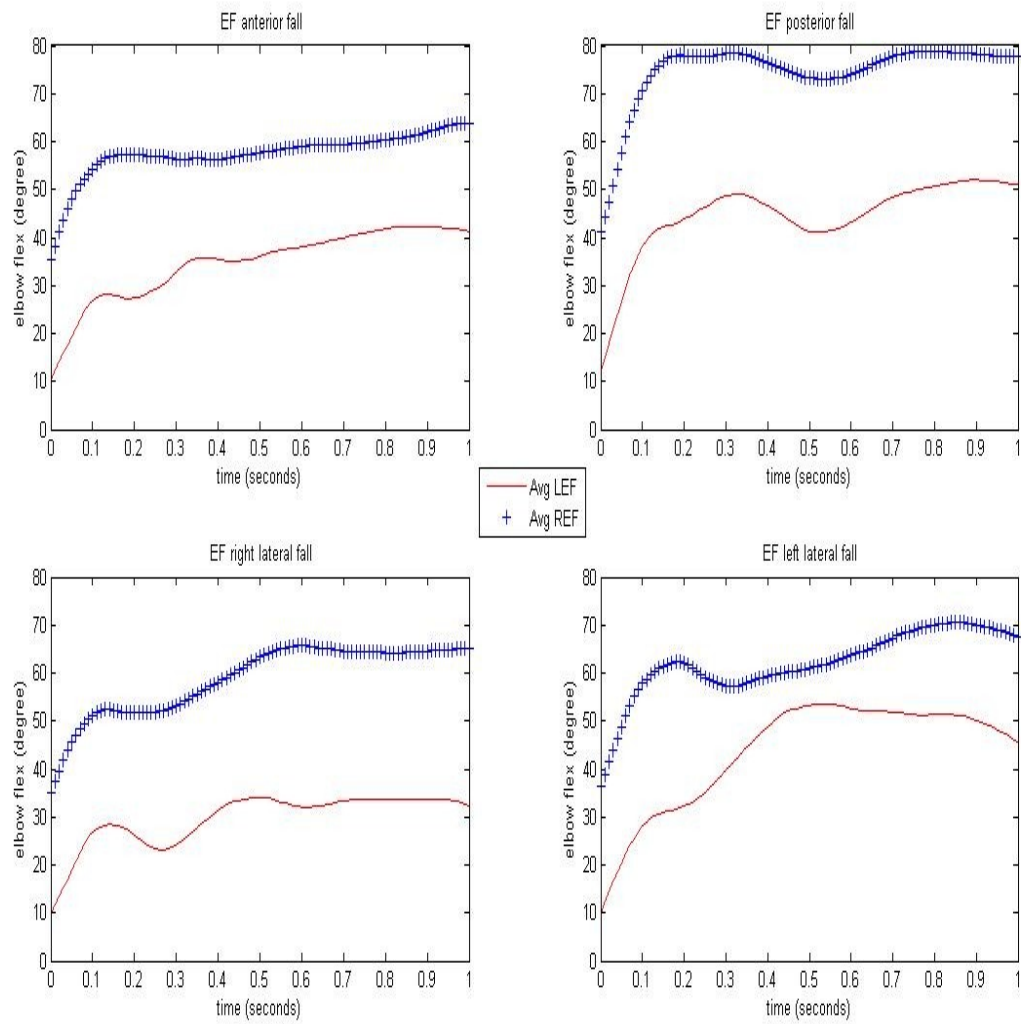 EF anterior fall
80
70
60
50
40
30
20
10
0
elbow flex (degree)
0 0.1 0.2 0.3 0.4 0.5 0.6 0.7 0.8 0.9 1
time (seconds)
EF posterior fall
80
70
60
50
40
30
20
10
0
elbow flex (degree)
0 0.1 0.2 0.3 0.4 0.5 0.6 0.7 0.8 0.9 1
time (seconds)
Avg LEF
Avg REF
EF right lateral fall
80
70
60
50
40
30
20
10
0
elbow flex (degree)
0 0.1 0.2 0.3 0.4 0.5 0.6 0.7 0.8 0.9 1
time (seconds)
EF left lateral fall
80
70
60
50
40
30
20
10
0
elbow flex (degree)
0 0.1 0.2 0.3 0.4 0.5 0.6 0.7 0.8 0.9 1
time (seconds)